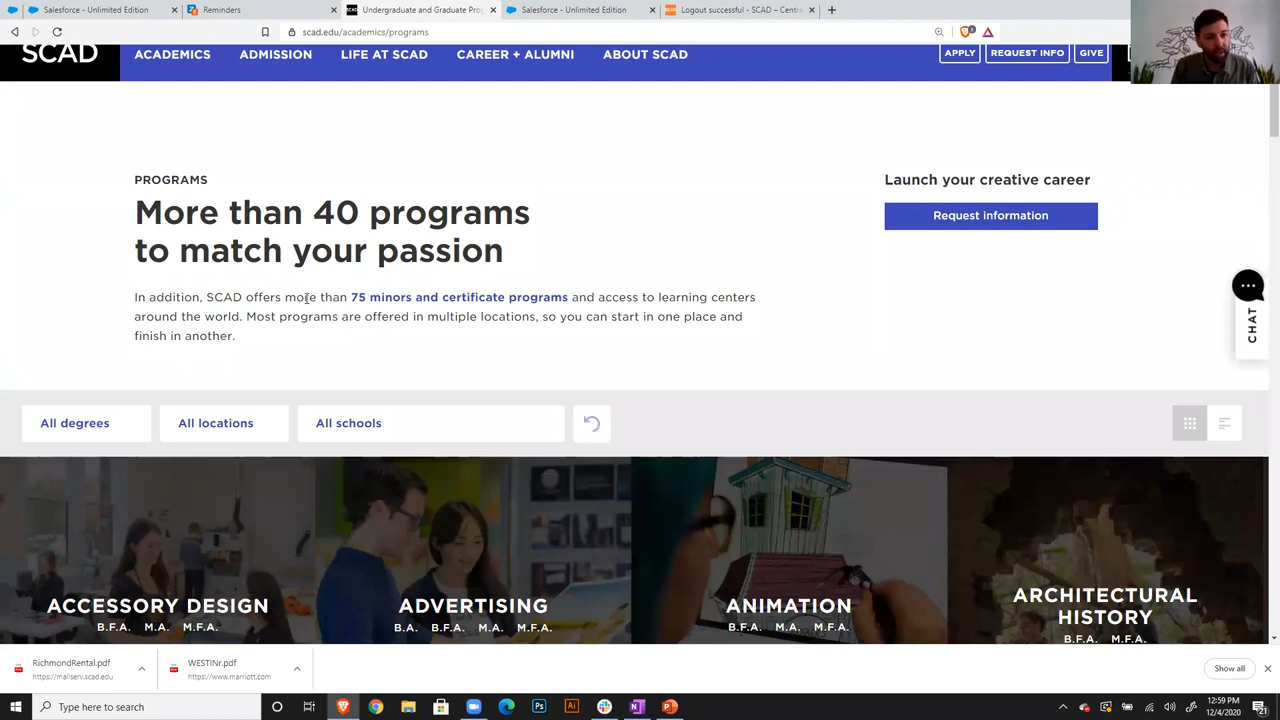 Salesforce - Unlimited Edition
Reminders
Undergraduate and Graduate Prog
Salesforce - Unlimited Edition
Logout successful - SCAD – Centra
scad.edu/academics/programs
SCAD
ACADEMICS
ADMISSION
LIFE AT SCAD
CAREER + ALUMNI
ABOUT SCAD
APPLY
REQUEST INFO
GIVE
PROGRAMS
More than 40 programs
to match your passion
In addition, SCAD offers more than 75 minors and certificate programs and access to learning centers
around the world. Most programs are offered in multiple locations, so you can start in one place and
finish in another.
Launch your creative career
Request information
CHAT
All degrees
All locations
All schools
ACCESSORY DESIGN
B.F.A. M.A. M.F.A.
ADVERTISING
B.A. B.F.A. M.A. M.F.A.
ANIMATION
B.F.A. M.A. M.F.A.
ARCHITECTURAL
HISTORY
B.F.A. M.F.A.
RichmondRental.pdf
https://mailserv.scad.edu
WESTINr.pdf
https://www.marriott.com
Show all
Type here to search
12:59 PM
12/4/2020
21